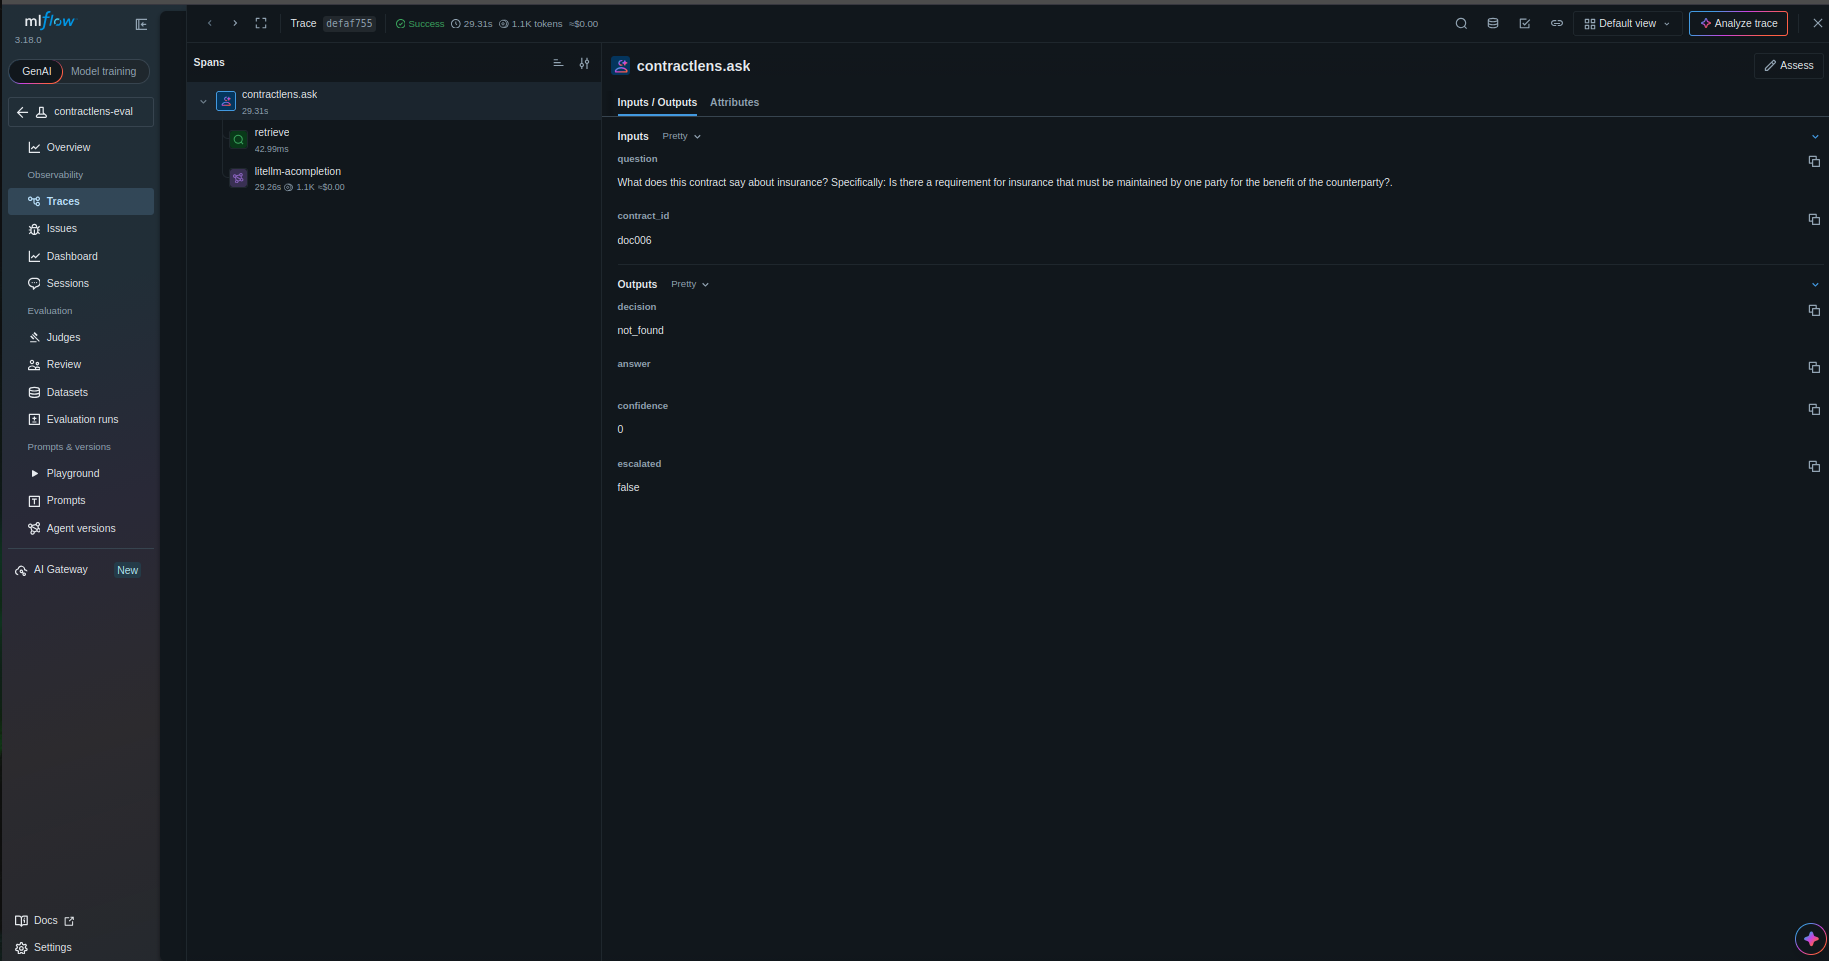 mlflow
3.18.0
GenAI
Model training
contractlens-eval
Overview
Observability
Traces
Issues
Dashboard
Sessions
Evaluation
Judges
Review
Datasets
Evaluation runs
Prompts & versions
Playground
Prompts
Agent versions
AI Gateway New
Docs
Settings
Trace defaf755 Success 29.31s 1.1K tokens ≈$0.00
Default view
Analyze trace
Spans
contractlens.ask
29.31s
retrieve
42.99ms
litellm-acompletion
29.26s 1.1K ≈$0.00
contractlens.ask
Assess
Inputs / Outputs Attributes
Inputs Pretty
question
What does this contract say about insurance? Specifically: Is there a requirement for insurance that must be maintained by one party for the benefit of the counterparty?.
contract_id
doc006
Outputs Pretty
decision
not_found
answer
confidence
0
escalated
false